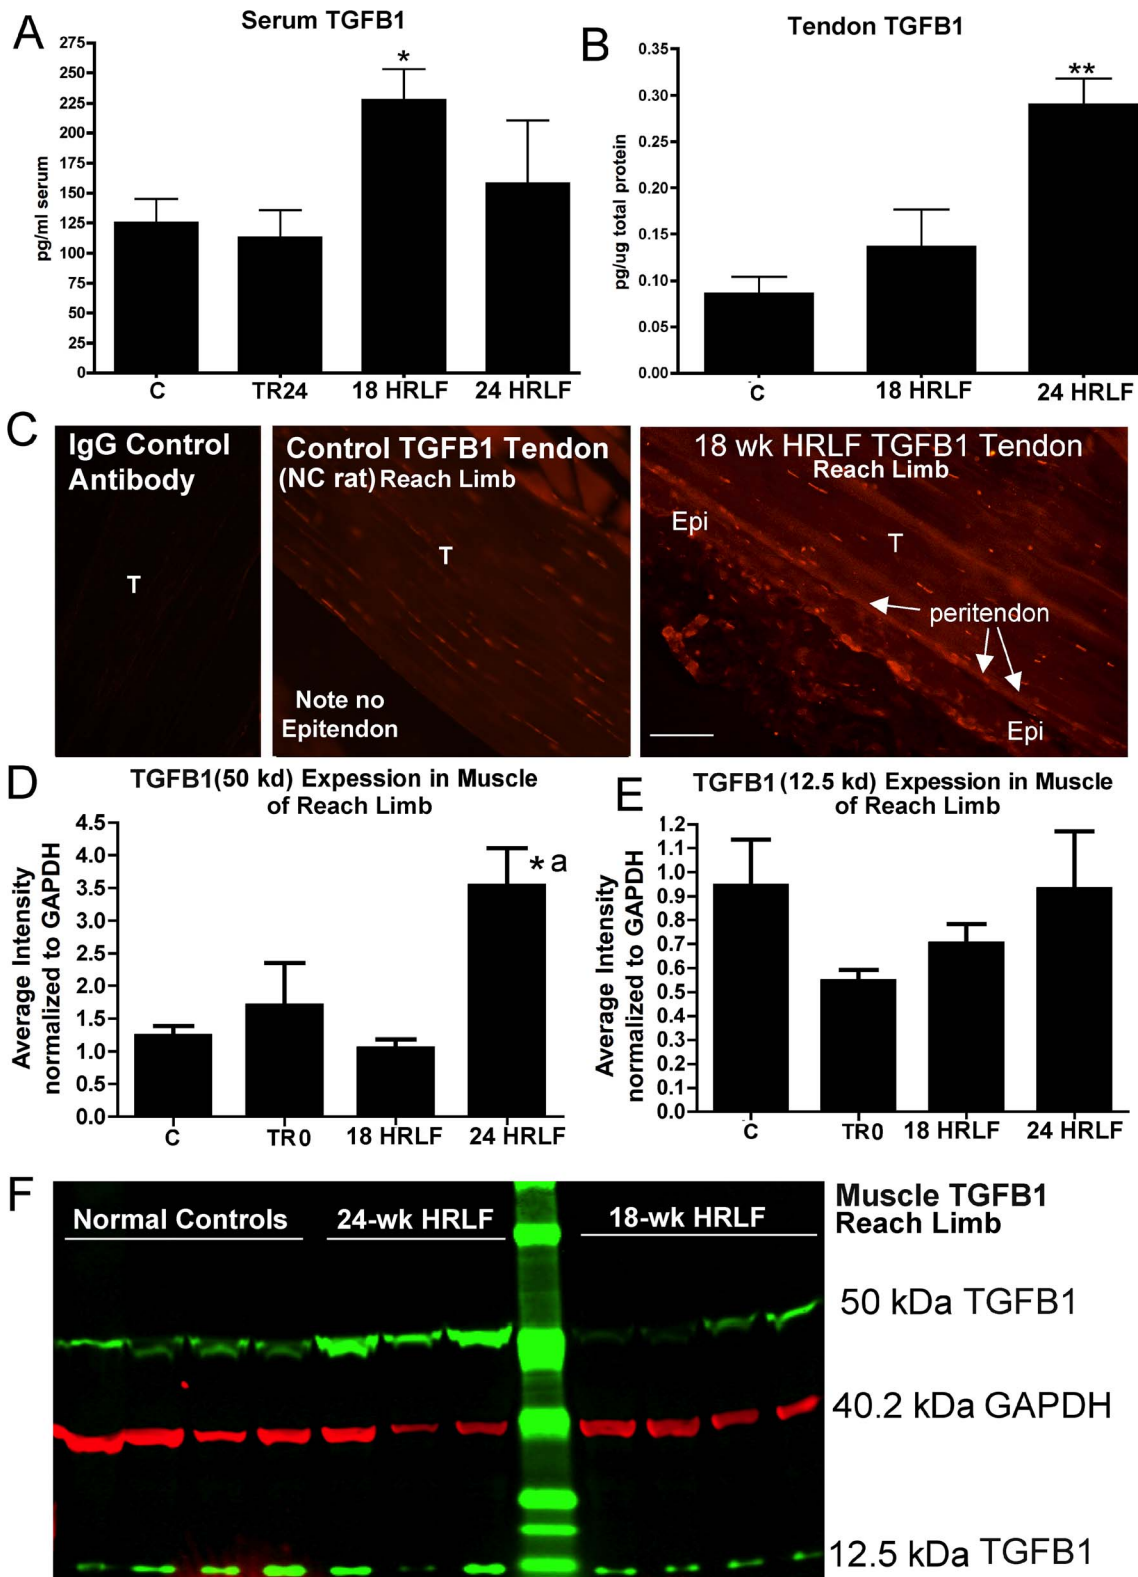 A
Serum TGFB1
275
250
225
200
175
150
125
100
75
50
25
0
pg/ml serum
*
C
TR24
18 HRLF
24 HRLF
B
Tendon TGFB1
0.35
0.30
0.25
0.20
0.15
0.10
0.05
0.00
pg/ug total protein
**
C
18 HRLF
24 HRLF
C
IgG Control
Antibody
T
Control TGFB1 Tendon
(NC rat) Reach Limb
T
Note no
Epitendon
18 wk HRLF TGFB1 Tendon
Reach Limb
Epi
T
peritendon
Epi
D
TGFB1(50 kd) Expession in Muscle
of Reach Limb
4.5
4.0
3.5
3.0
2.5
2.0
1.5
1.0
0.5
0.0
Average Intensity
normalized to GAPDH
* a
C
TR0
18 HRLF
24 HRLF
E
TGFB1 (12.5 kd) Expession in Muscle
of Reach Limb
1.2
1.1
1.0
0.9
0.8
0.7
0.6
0.5
0.4
0.3
0.2
0.1
0.0
Average Intensity
normalized to GAPDH
C
TR0
18 HRLF
24 HRLF
F
Normal Controls
24-wk HRLF
18-wk HRLF
Muscle TGFB1
Reach Limb
50 kDa TGFB1
40.2 kDa GAPDH
12.5 kDa TGFB1